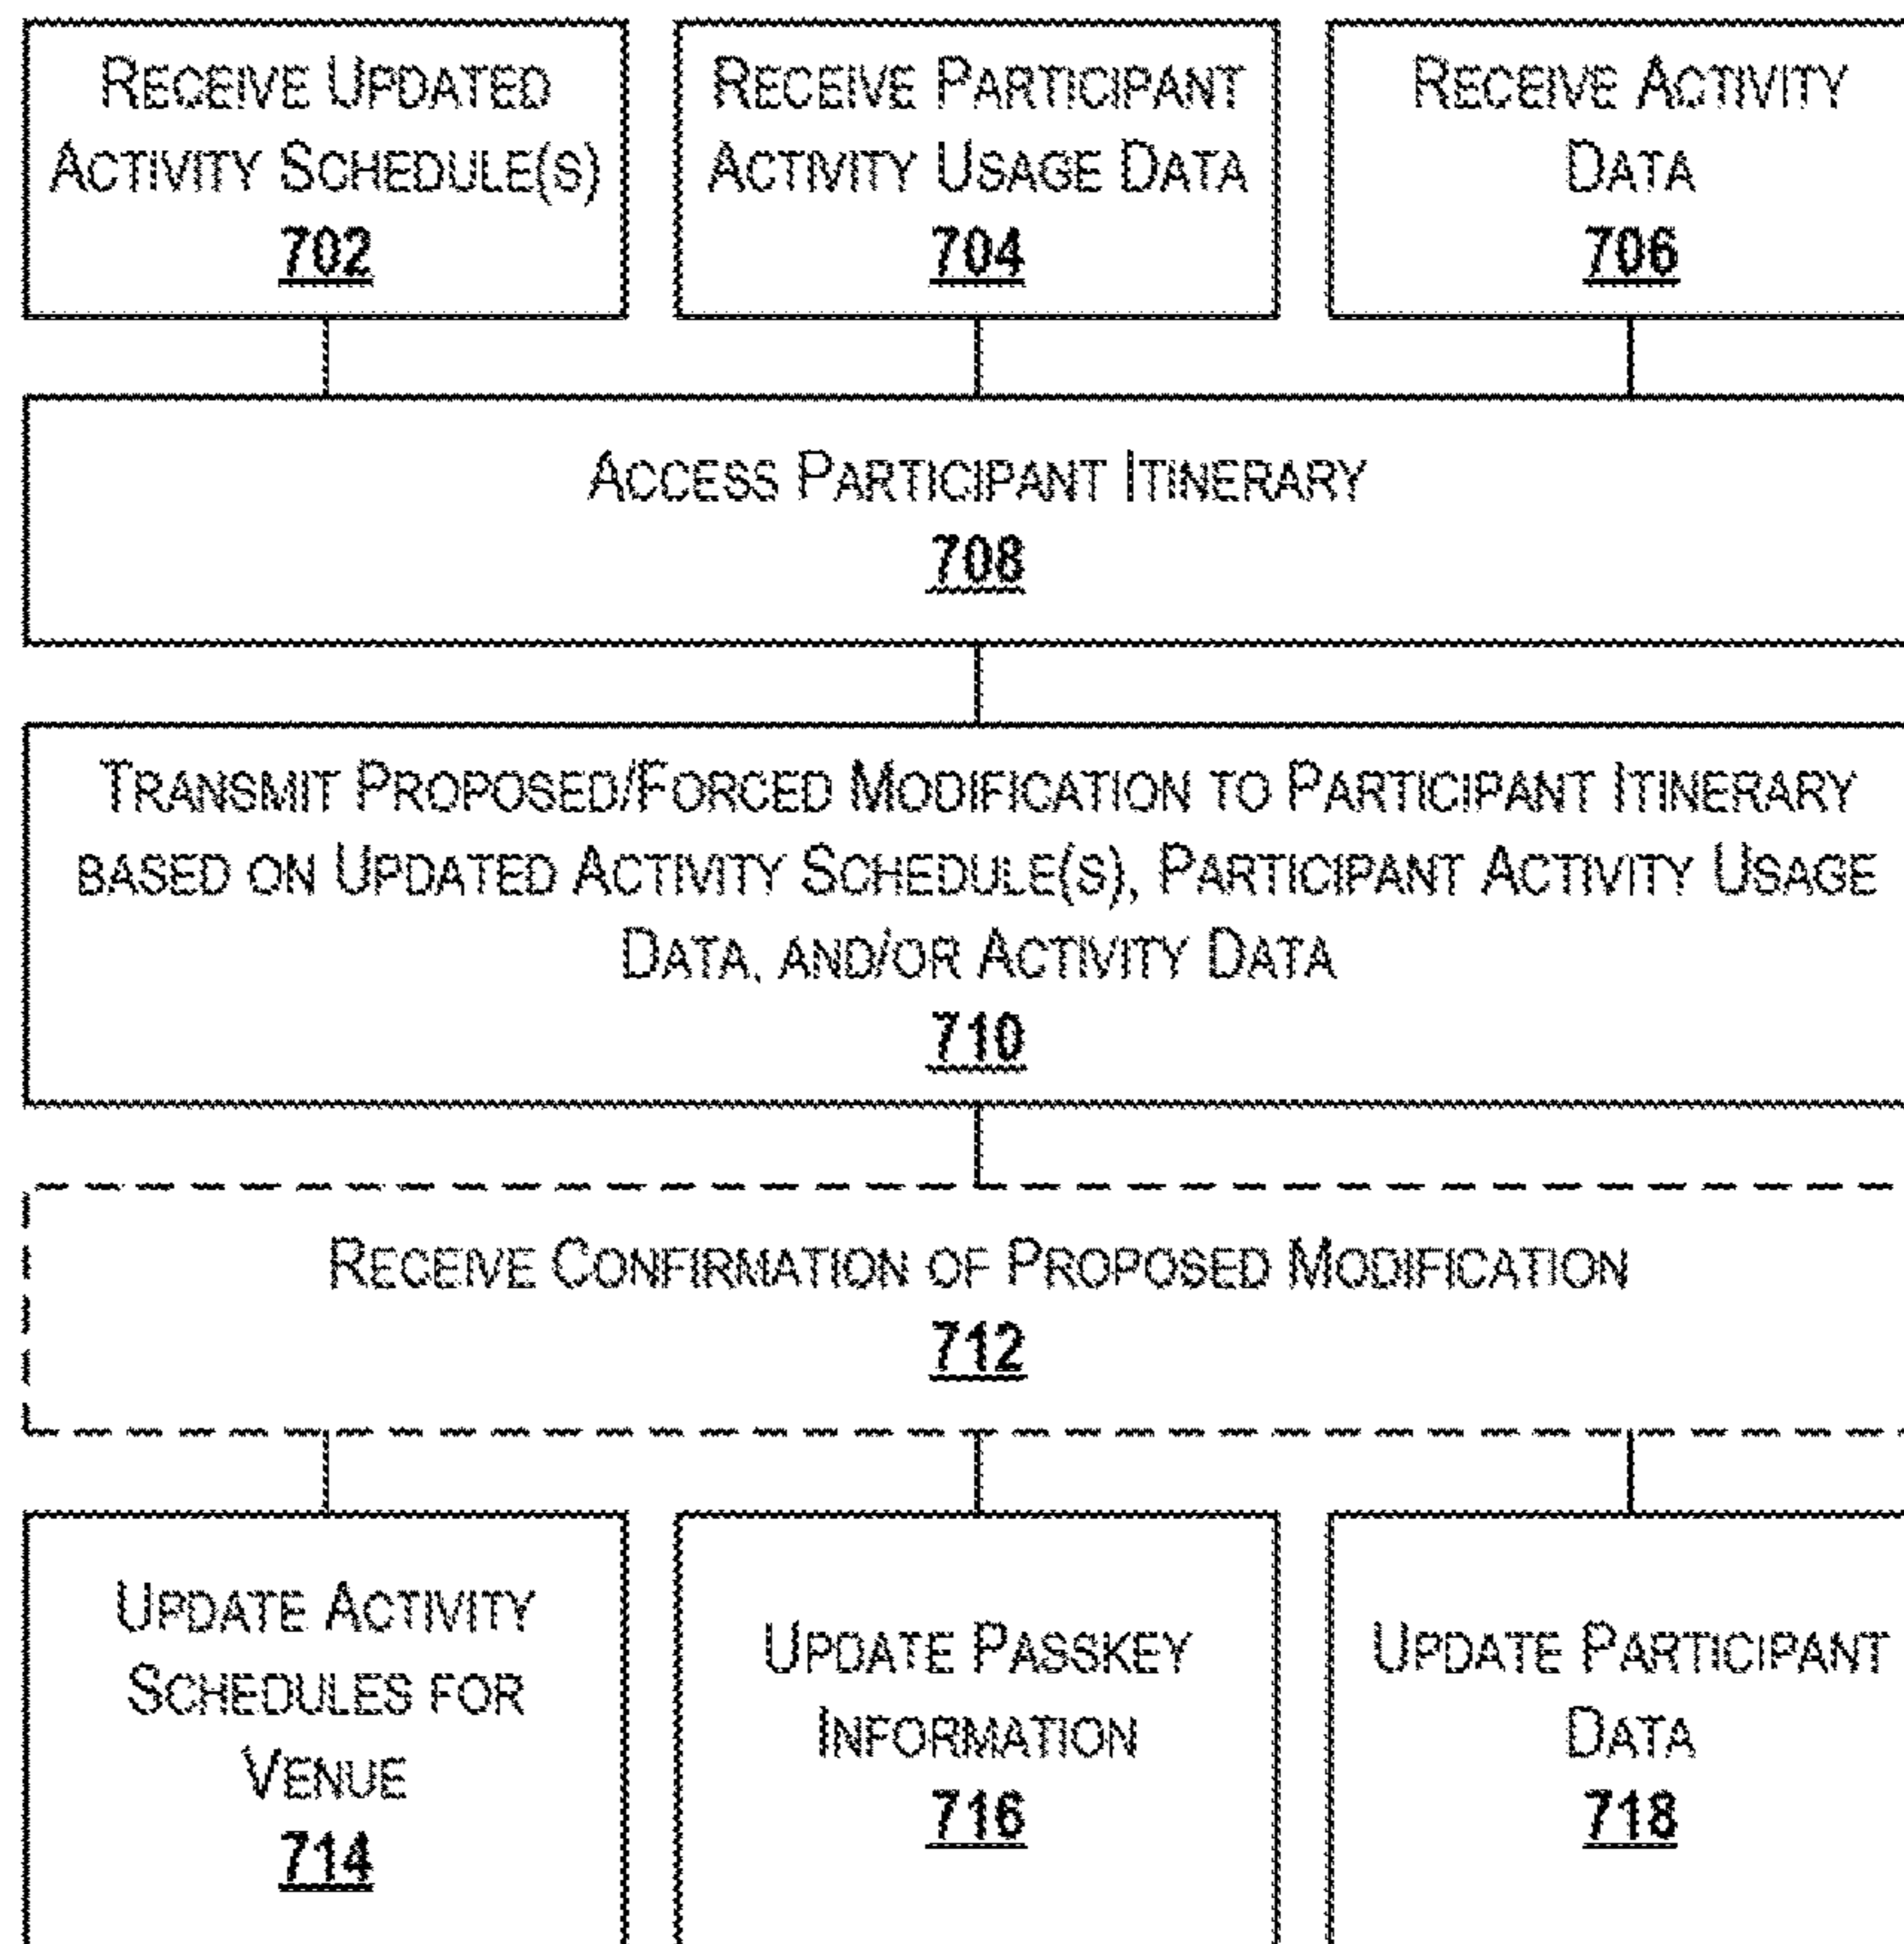 RECEIVE UPDATED
ACTIVITY SCHEDULE(S)
702
RECEIVE PARTICIPANT
ACTIVITY USAGE DATA
704
RECEIVE ACTIVITY
DATA
706
ACCESS PARTICIPANT ITINERARY
708
TRANSMIT PROPOSED/FORCED MODIFICATION TO PARTICIPANT ITINERARY
BASED ON UPDATED ACTIVITY SCHEDULE(S), PARTICIPANT ACTIVITY USAGE
DATA, AND/OR ACTIVITY DATA
710
RECEIVE CONFIRMATION OF PROPOSED MODIFICATION
712
UPDATE ACTIVITY
SCHEDULES FOR
VENUE
714
UPDATE PASSKEY
INFORMATION
716
UPDATE PARTICIPANT
DATA
718